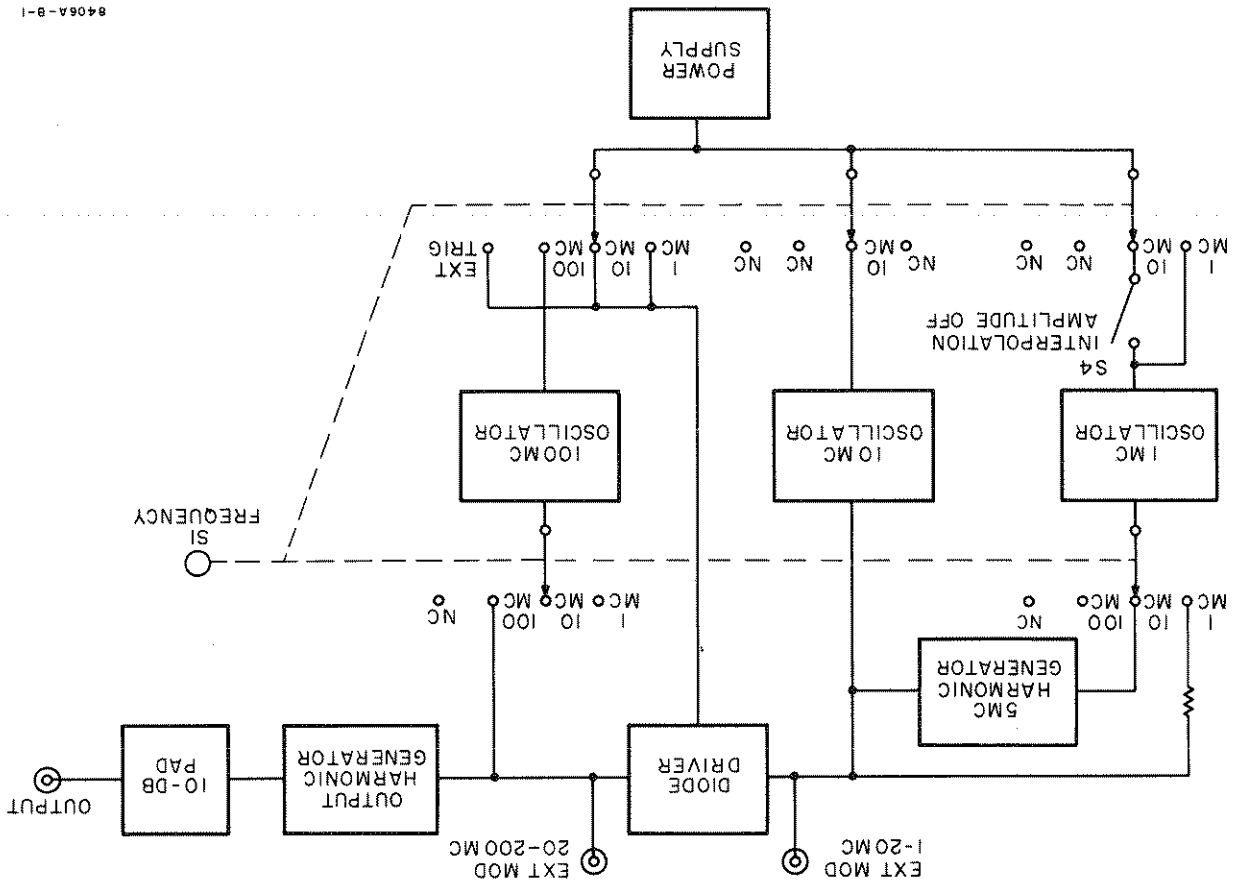 EXT MOD
1-20MC
EXT MOD
20-200 MC
OUTPUT
DIODE
DRIVER
OUTPUT
HARMONIC
GENERATOR
10-DB
PAD
5MC
HARMONIC
GENERATOR
1
MC
10
MC
100
MC
NC
1
MC
10
MC
100
MC
NC
S1
FREQUENCY
1 MC
OSCILLATOR
10 MC
OSCILLATOR
100 MC
OSCILLATOR
S4
INTERPOLATION
AMPLITUDE OFF
1
MC
10
MC
NC
NC
NC
10
MC
NC
NC
1
MC
10
MC
100
MC
EXT
TRIG
POWER
SUPPLY
8406A-B-1